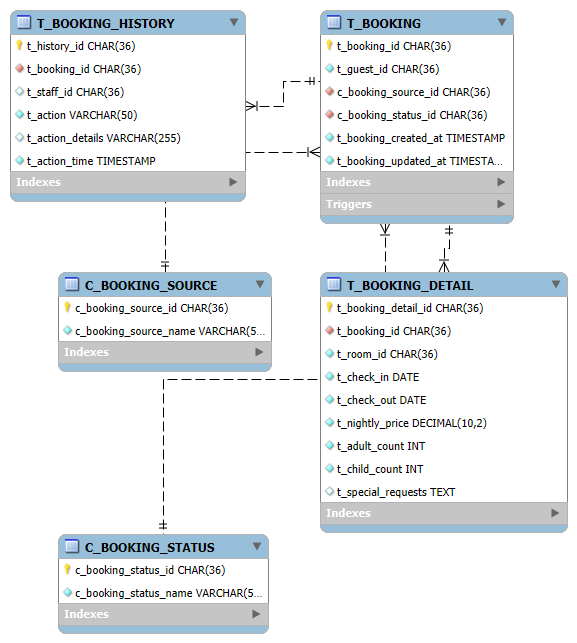 T_BOOKING_HISTORY
t_history_id CHAR(36)
t_booking_id CHAR(36)
t_staff_id CHAR(36)
t_action VARCHAR(50)
t_action_details VARCHAR(255)
t_action_time TIMESTAMP
Indexes
T_BOOKING
t_booking_id CHAR(36)
t_guest_id CHAR(36)
c_booking_source_id CHAR(36)
c_booking_status_id CHAR(36)
t_booking_created_at TIMESTAMP
t_booking_updated_at TIMESTA...
Indexes
Triggers
C_BOOKING_SOURCE
c_booking_source_id CHAR(36)
c_booking_source_name VARCHAR(5...
Indexes
T_BOOKING_DETAIL
t_booking_detail_id CHAR(36)
t_booking_id CHAR(36)
t_room_id CHAR(36)
t_check_in DATE
t_check_out DATE
t_nightly_price DECIMAL(10,2)
t_adult_count INT
t_child_count INT
t_special_requests TEXT
Indexes
C_BOOKING_STATUS
c_booking_status_id CHAR(36)
c_booking_status_name VARCHAR(5...
Indexes